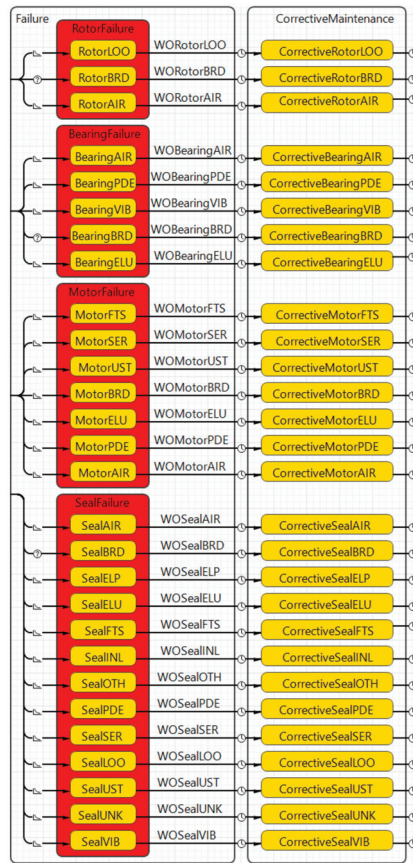 Failure
CorrectiveMaintenance
RotorFailure
RotorLOO WORotorLOO CorrectiveRotorLOO
RotorBRD WORotorBRD CorrectiveRotorBRD
RotorAIR WORotorAIR CorrectiveRotorAIR
BearingFailure
BearingAIR WOBearingAIR CorrectiveBearingAIR
BearingPDE WOBearingPDE CorrectiveBearingPDE
BearingVIB WOBearingVIB CorrectiveBearingVIB
BearingBRD WOBearingBRD CorrectiveBearingBRD
BearingELU WOBearingELU CorrectiveBearingELU
MotorFailure
MotorFTS WOMotorFTS CorrectiveMotorFTS
MotorSER WOMotorSER CorrectiveMotorSER
MotorUST WOMotorUST CorrectiveMotorUST
MotorBRD WOMotorBRD CorrectiveMotorBRD
MotorELU WOMotorELU CorrectiveMotorELU
MotorPDE WOMotorPDE CorrectiveMotorPDE
MotorAIR WOMotorAIR CorrectiveMotorAIR
SealFailure
SealAIR WOSealAIR CorrectiveSealAIR
SealBRD WOSealBRD CorrectiveSealBRD
SealELP WOSealELP CorrectiveSealELP
SealELU WOSealELU CorrectiveSealELU
SealFTS WOSealFTS CorrectiveSealFTS
SealINL WOSealINL CorrectiveSealINL
SealOTH WOSealOTH CorrectiveSealOTH
SealPDE WOSealPDE CorrectiveSealPDE
SealSER WOSealSER CorrectiveSealSER
SealLOO WOSealLOO CorrectiveSealLOO
SealUST WOSealUST CorrectiveSealUST
SealUNK WOSealUNK CorrectiveSealUNK
SealVIB WOSealVIB CorrectiveSealVIB